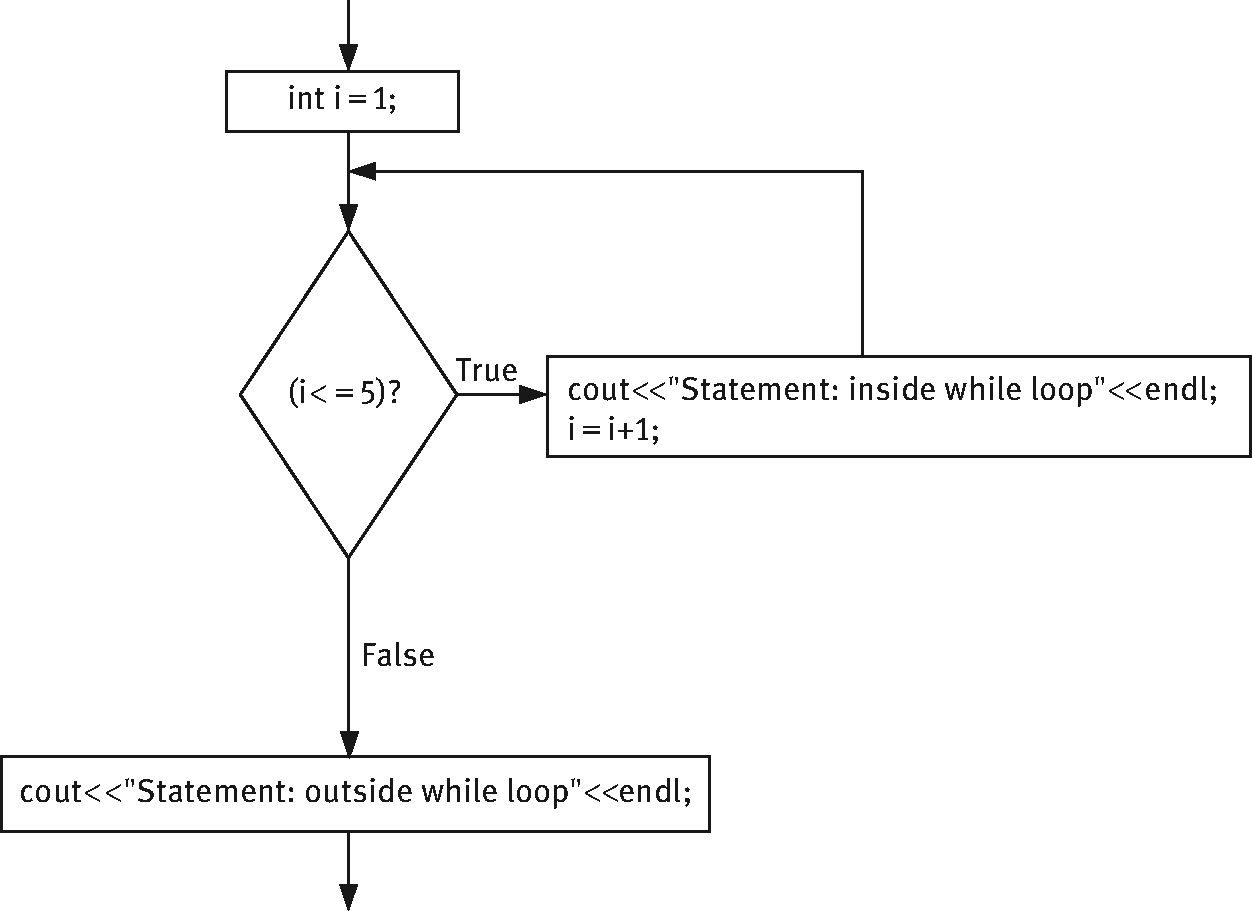 int i = 1;
(i< = 5)?
True
cout<<"Statement: inside while loop"<<endl;
i = i+1;
False
cout<<"Statement: outside while loop"<<endl;